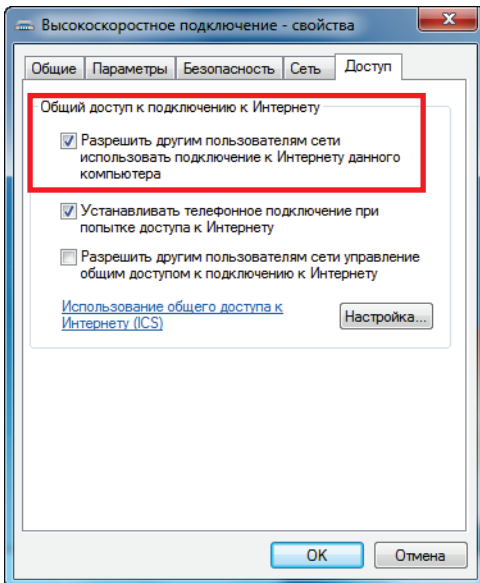 Высокоскоростное подключение - свойства
Общие Параметры Безопасность Сеть Доступ
Общий доступ к подключению к Интернету
Разрешить другим пользователям сети
использовать подключение к Интернету данного
компьютера
Устанавливать телефонное подключение при
попытке доступа к Интернету
Разрешить другим пользователям сети управление
общим доступом к подключению к Интернету
Использование общего доступа к
Интернету (ICS)
Настройка...
OK Отмена